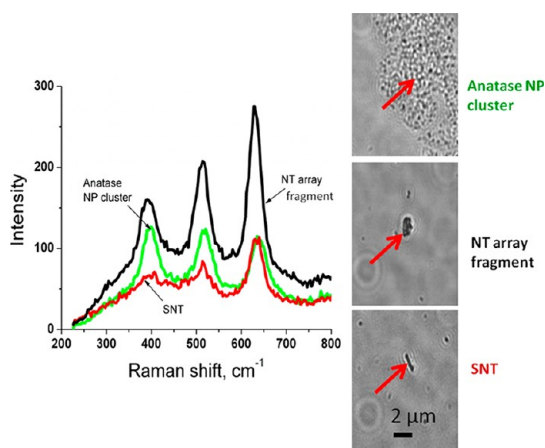 300
200
100
0
200
300
400
500
600
700
800
Intensity
Raman shift, cm⁻¹
Anatase
NP cluster
NT array
fragment
SNT
Anatase NP
cluster
NT array
fragment
SNT
2 μm